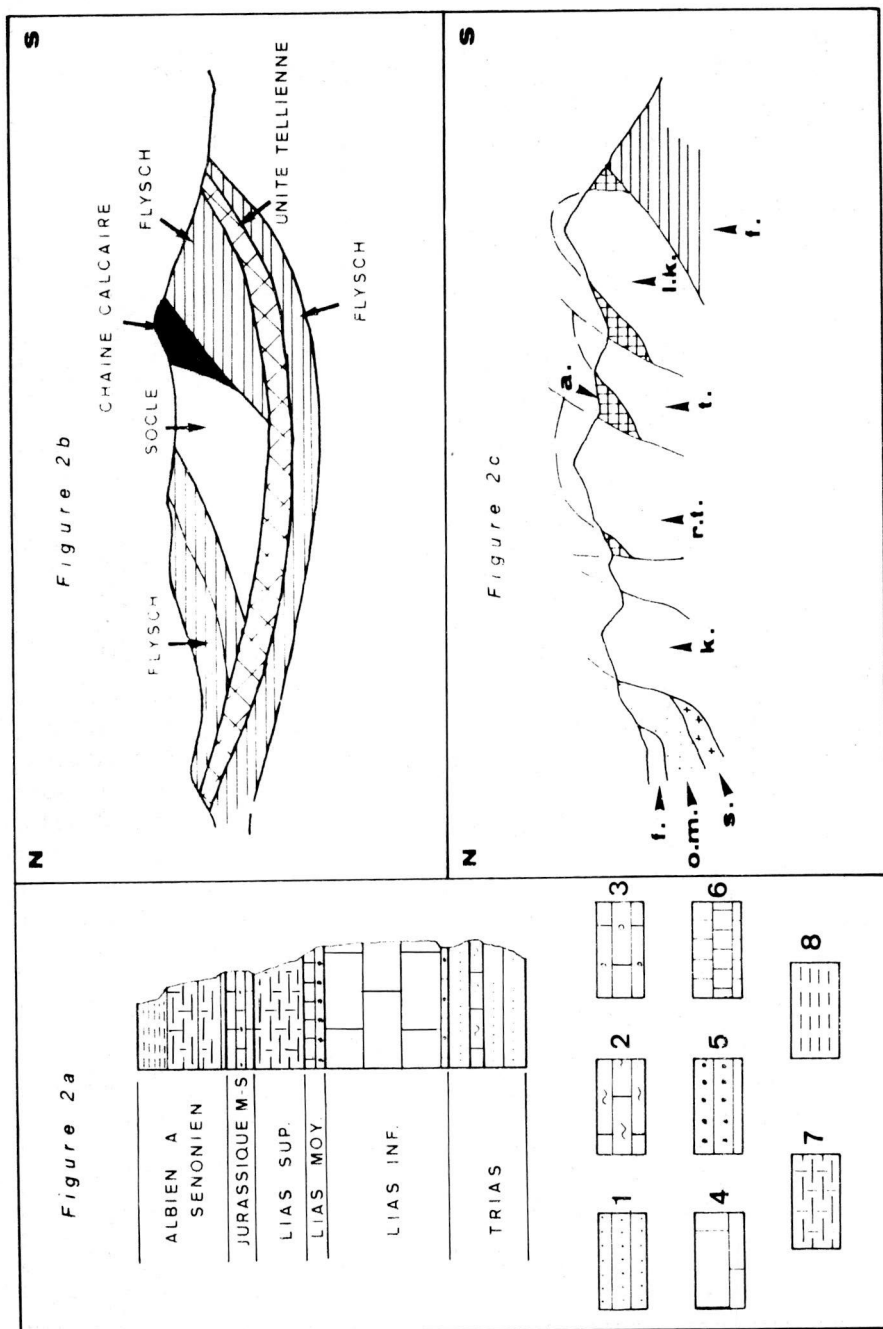 Figure 2a
ALBIEN A
SENONIEN
JURASSIQUE M-S
LIAS SUP.
LIAS MOY.
LIAS INF.
TRIAS
1
2
3
4
5
6
7
8
Figure 2b
N
S
FLYSCH
SOCLE
CHAINE CALCAIRE
FLYSCH
UNITE TELLIENNE
FLYSCH
Figure 2c
N
S
f.
o.m.
s.
k.
r.t.
a.
t.
l.k.
f.